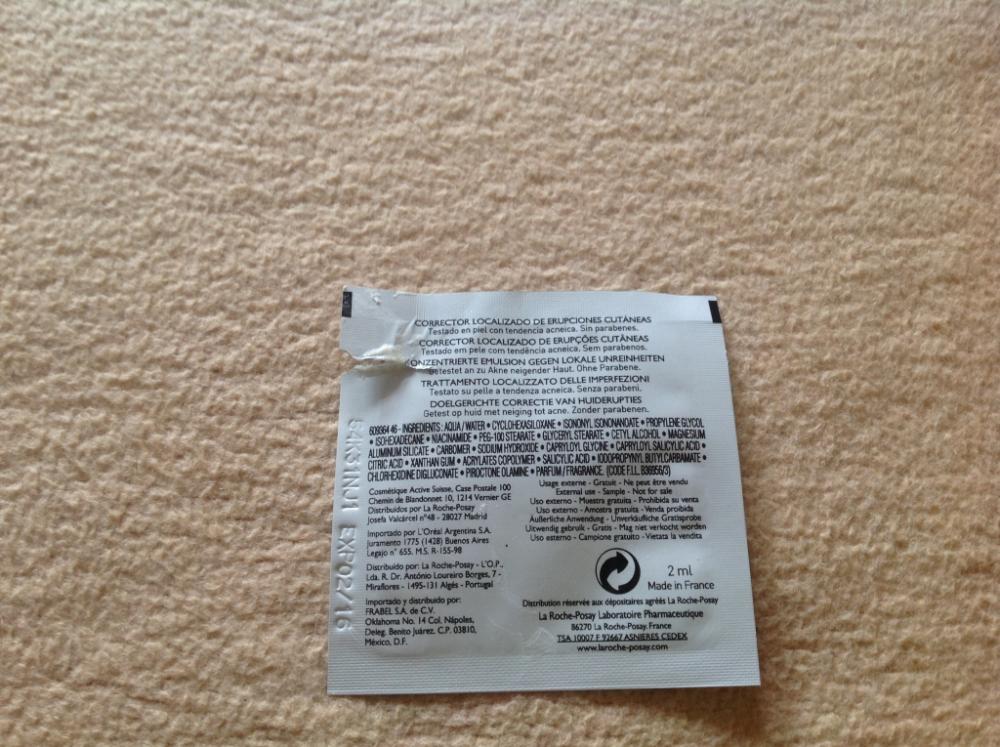 CORRECTOR LOCALIZADO DE ERUPCIONES CUTÁNEAS
Testado en piel con tendencia acneica. Sin parabenes.
CORRECTOR LOCALIZADO DE ERUPÇÕES CUTÂNEAS
Testado em pele com tendência acneica. Sem parabenos.
KONZENTRIERTE EMULSION GEGEN LOKALE UNREINHEITEN
Getestet an zu Akne neigender Haut. Ohne Parabene.
TRATTAMENTO LOCALIZZATO DELLE IMPERFEZIONI
Testato su pelle a tendenza acneica. Senza parabeni.
DOELGERICHTE CORRECTIE VAN HUIDERUPTIES
Getest op huid met neiging tot acne. Zonder parabenen.
609364 46 - INGREDIENTS : AQUA / WATER • CYCLOHEXASILOXANE • ISONONYL ISONONANOATE • PROPYLENE GLYCOL
• ISOHEXADECANE • NIACINAMIDE • PEG-100 STEARATE • GLYCERYL STEARATE • CETYL ALCOHOL • MAGNESIUM
ALUMINUM SILICATE • CARBOMER • SODIUM HYDROXIDE • CAPRYLOYL GLYCINE • CAPRYLOYL SALICYLIC ACID •
CITRIC ACID • XANTHAN GUM • ACRYLATES COPOLYMER • SALICYLIC ACID • IODOPROPYNYL BUTYLCARBAMATE •
CHLORHEXIDINE DIGLUCONATE • PIROCTONE OLAMINE • PARFUM / FRAGRANCE. (CODE F.I.L. B36955/3)
Cosmétique Active Suisse, Case Postale 100
Chemin de Blandonnet 10, 1214 Vernier GE
Distribuidos por La Roche-Posay
Josefa Valcárcel nº48 - 28027 Madrid
Importado por L'Oréal Argentina S.A.
Juramento 1775 (1428) Buenos Aires
Legajo nº 655. M.S. R-155-98
Distribuido por: La Roche-Posay - L'O.P.,
Lda. R. Dr. António Loureiro Borges, 7 -
Miraflores - 1495-131 Algés - Portugal
Importado y distribuido por:
FRABEL S.A. de C.V.
Oklahoma No. 14 Col. Nápoles,
Deleg. Benito Juárez. C.P. 03810,
México, D.F.
Usage externe - Gratuit - Ne peut être vendu
External use - Sample - Not for sale
Uso externo - Muestra gratuita - Prohibida su venta
Uso externo - Amostra gratuita - Venda proibida
Äußerliche Anwendung - Unverkäufliche Gratisprobe
Uitwendig gebruik - Gratis - Mag niet verkocht worden
Uso esterno - Campione gratuito - Vietata la vendita
2 ml
Made in France
Distribution réservée aux dépositaires agréés La Roche-Posay
La Roche-Posay Laboratoire Pharmaceutique
86270 La Roche-Posay. France
TSA 10007 F 92667 ASNIERES CEDEX
www.laroche-posay.com
EXP02/16